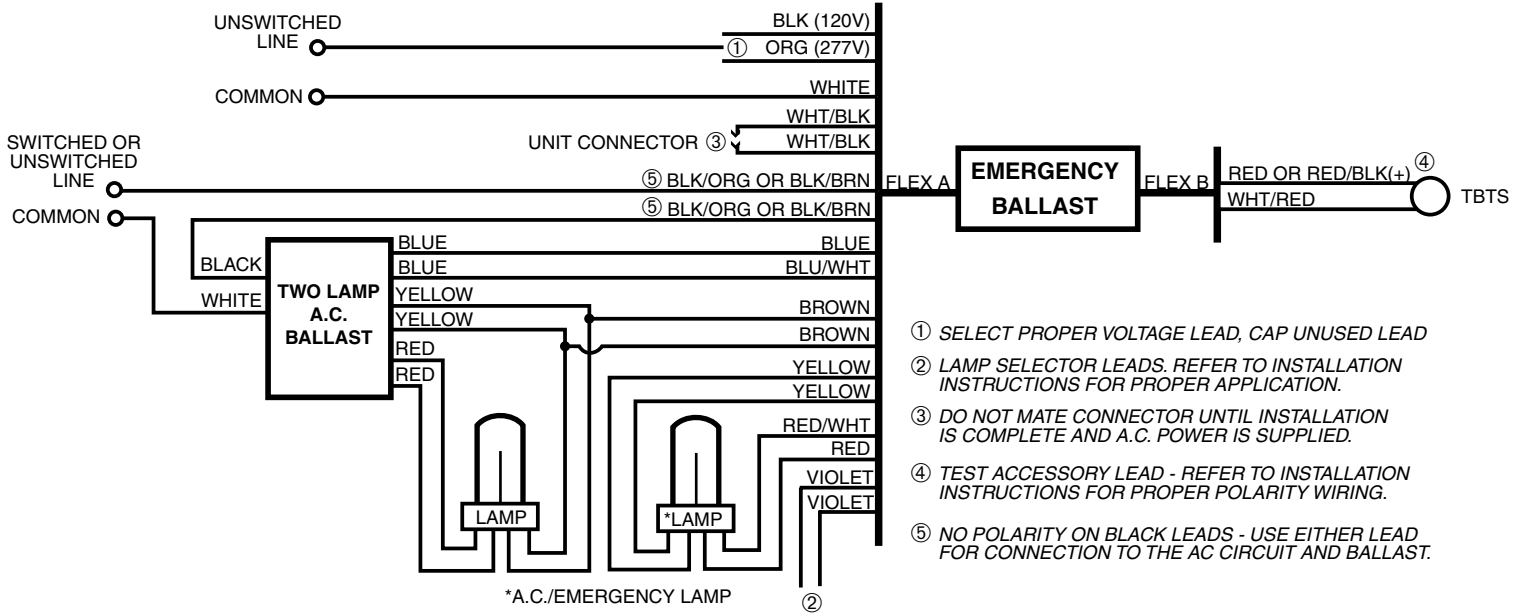 UNSWITCHED
LINE
BLK (120V)
① ORG (277V)
COMMON
WHITE
WHT/BLK
UNIT CONNECTOR ③
WHT/BLK
SWITCHED OR
UNSWITCHED
LINE
⑤ BLK/ORG OR BLK/BRN
COMMON
⑤ BLK/ORG OR BLK/BRN
FLEX A
EMERGENCY
BALLAST
FLEX B
RED OR RED/BLK(+)
④
WHT/RED
TBTS
BLACK
WHITE
TWO LAMP
A.C.
BALLAST
BLUE
BLUE
YELLOW
YELLOW
RED
RED
BLUE
BLU/WHT
BROWN
BROWN
YELLOW
YELLOW
RED/WHT
RED
VIOLET
VIOLET
LAMP
*LAMP
*A.C./EMERGENCY LAMP
②
① SELECT PROPER VOLTAGE LEAD, CAP UNUSED LEAD
② LAMP SELECTOR LEADS. REFER TO INSTALLATION
INSTRUCTIONS FOR PROPER APPLICATION.
③ DO NOT MATE CONNECTOR UNTIL INSTALLATION
IS COMPLETE AND A.C. POWER IS SUPPLIED.
④ TEST ACCESSORY LEAD - REFER TO INSTALLATION
INSTRUCTIONS FOR PROPER POLARITY WIRING.
⑤ NO POLARITY ON BLACK LEADS - USE EITHER LEAD
FOR CONNECTION TO THE AC CIRCUIT AND BALLAST.